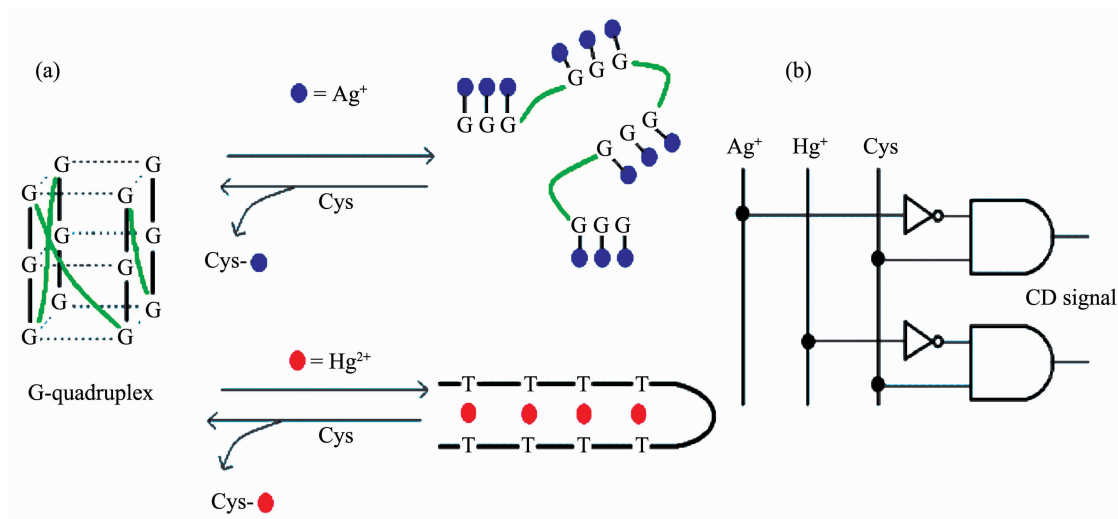 (a)
= Ag⁺
G G G
G G G
G G G
G G G
Cys
Cys-
G G
G G
G G
G G
G G
G G
G-quadruplex
= Hg²⁺
Cys
Cys-
T T T T
T T T T
(b)
Ag⁺ Hg⁺ Cys
CD signal